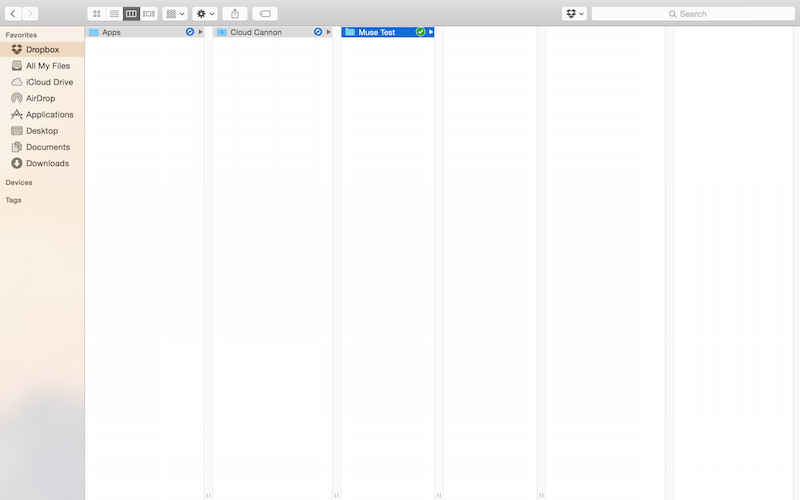 Search
Favorites
Dropbox
All My Files
iCloud Drive
AirDrop
Applications
Desktop
Documents
Downloads
Devices
Tags
Apps
Cloud Cannon
Muse Test